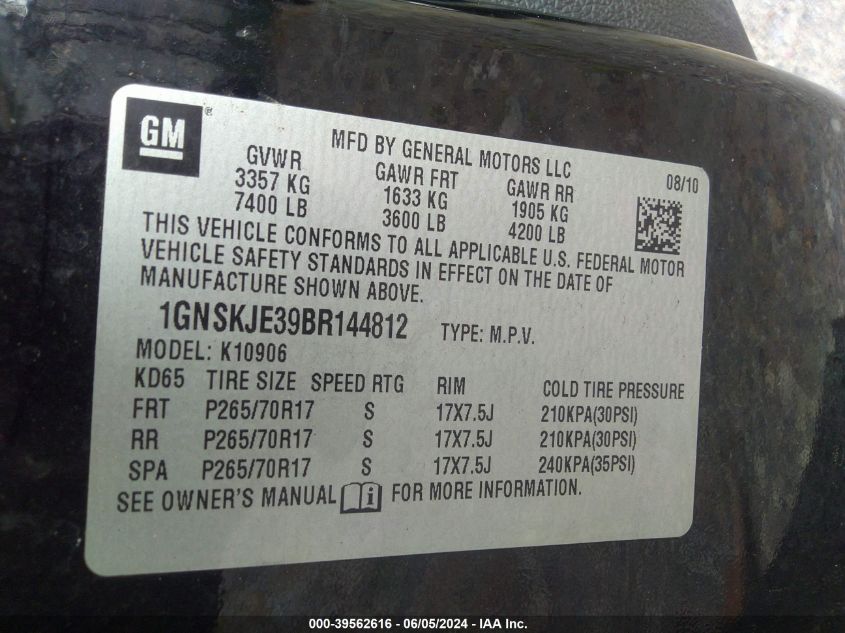 GM®
MFD BY GENERAL MOTORS LLC
08/10
GVWR GAWR FRT GAWR RR
3357 KG 1633 KG 1905 KG
7400 LB 3600 LB 4200 LB
THIS VEHICLE CONFORMS TO ALL APPLICABLE U.S. FEDERAL MOTOR
VEHICLE SAFETY STANDARDS IN EFFECT ON THE DATE OF
MANUFACTURE SHOWN ABOVE.
1GNSKJE39BR144812 TYPE: M.P.V.
MODEL: K10906
KD65 TIRE SIZE SPEED RTG RIM COLD TIRE PRESSURE
FRT P265/70R17 S 17X7.5J 210KPA(30PSI)
RR P265/70R17 S 17X7.5J 210KPA(30PSI)
SPA P265/70R17 S 17X7.5J 240KPA(35PSI)
SEE OWNER'S MANUAL i FOR MORE INFORMATION.
000-39562616 - 06/05/2024 - IAA Inc.